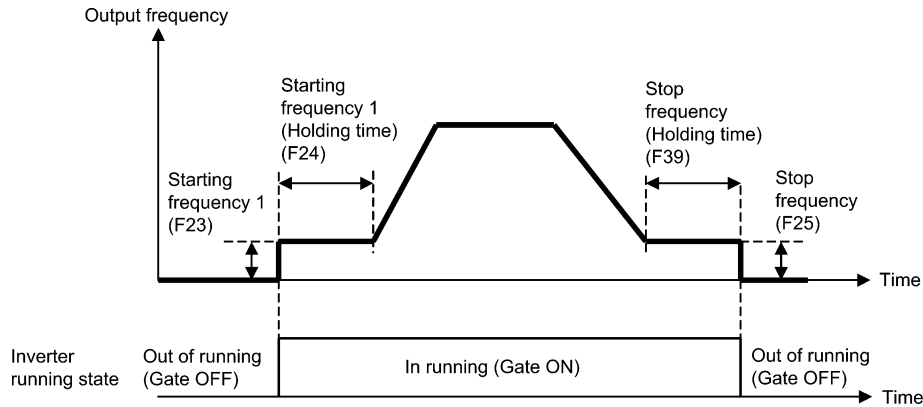 Output frequency
Starting
frequency 1
(Holding time)
(F24)
Stop
frequency
(Holding time)
(F39)
Starting
frequency 1
(F23)
Stop
frequency
(F25)
Time
Inverter
running state
Out of running
(Gate OFF)
In running (Gate ON)
Out of running
(Gate OFF)
Time